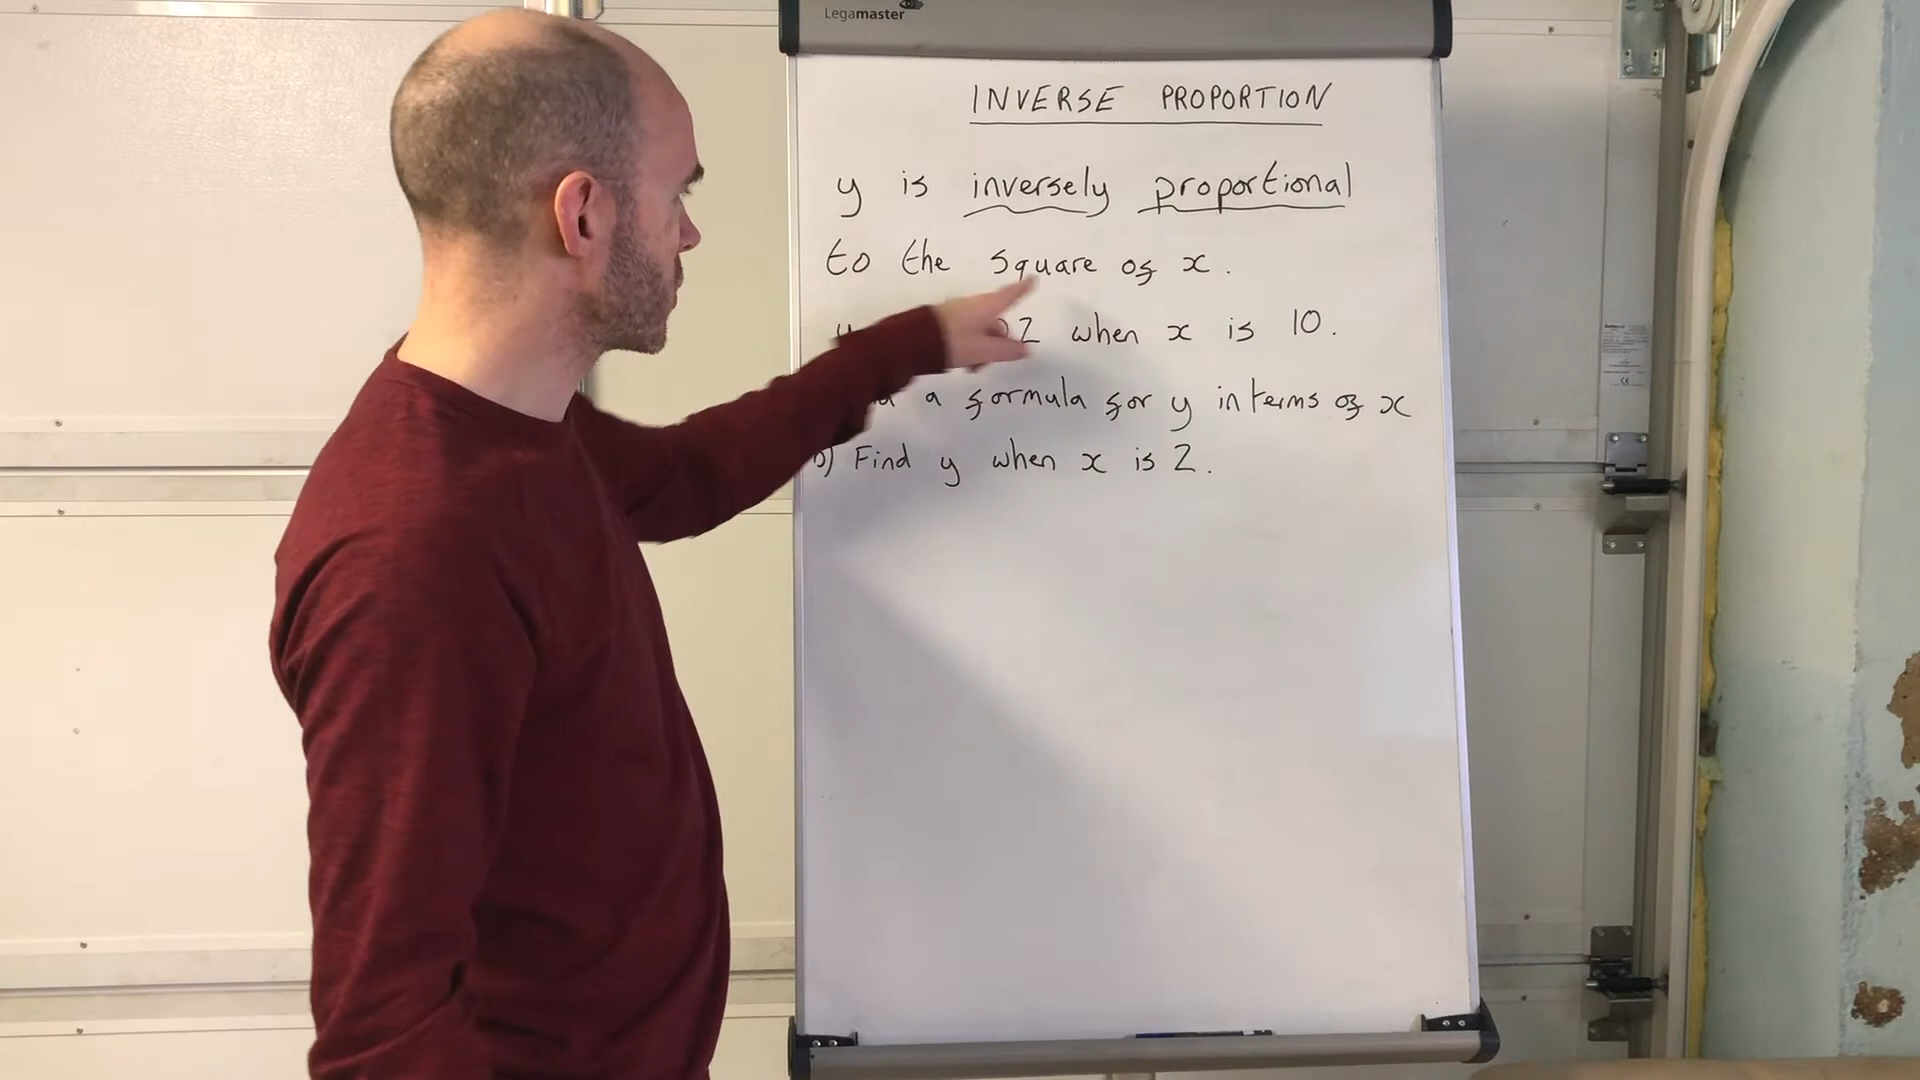 Legamaster
INVERSE PROPORTION
y is inversely proportional
to the square of x.
y 2 when x is 10.
a formula for y in terms of x
b) Find y when x is 2.